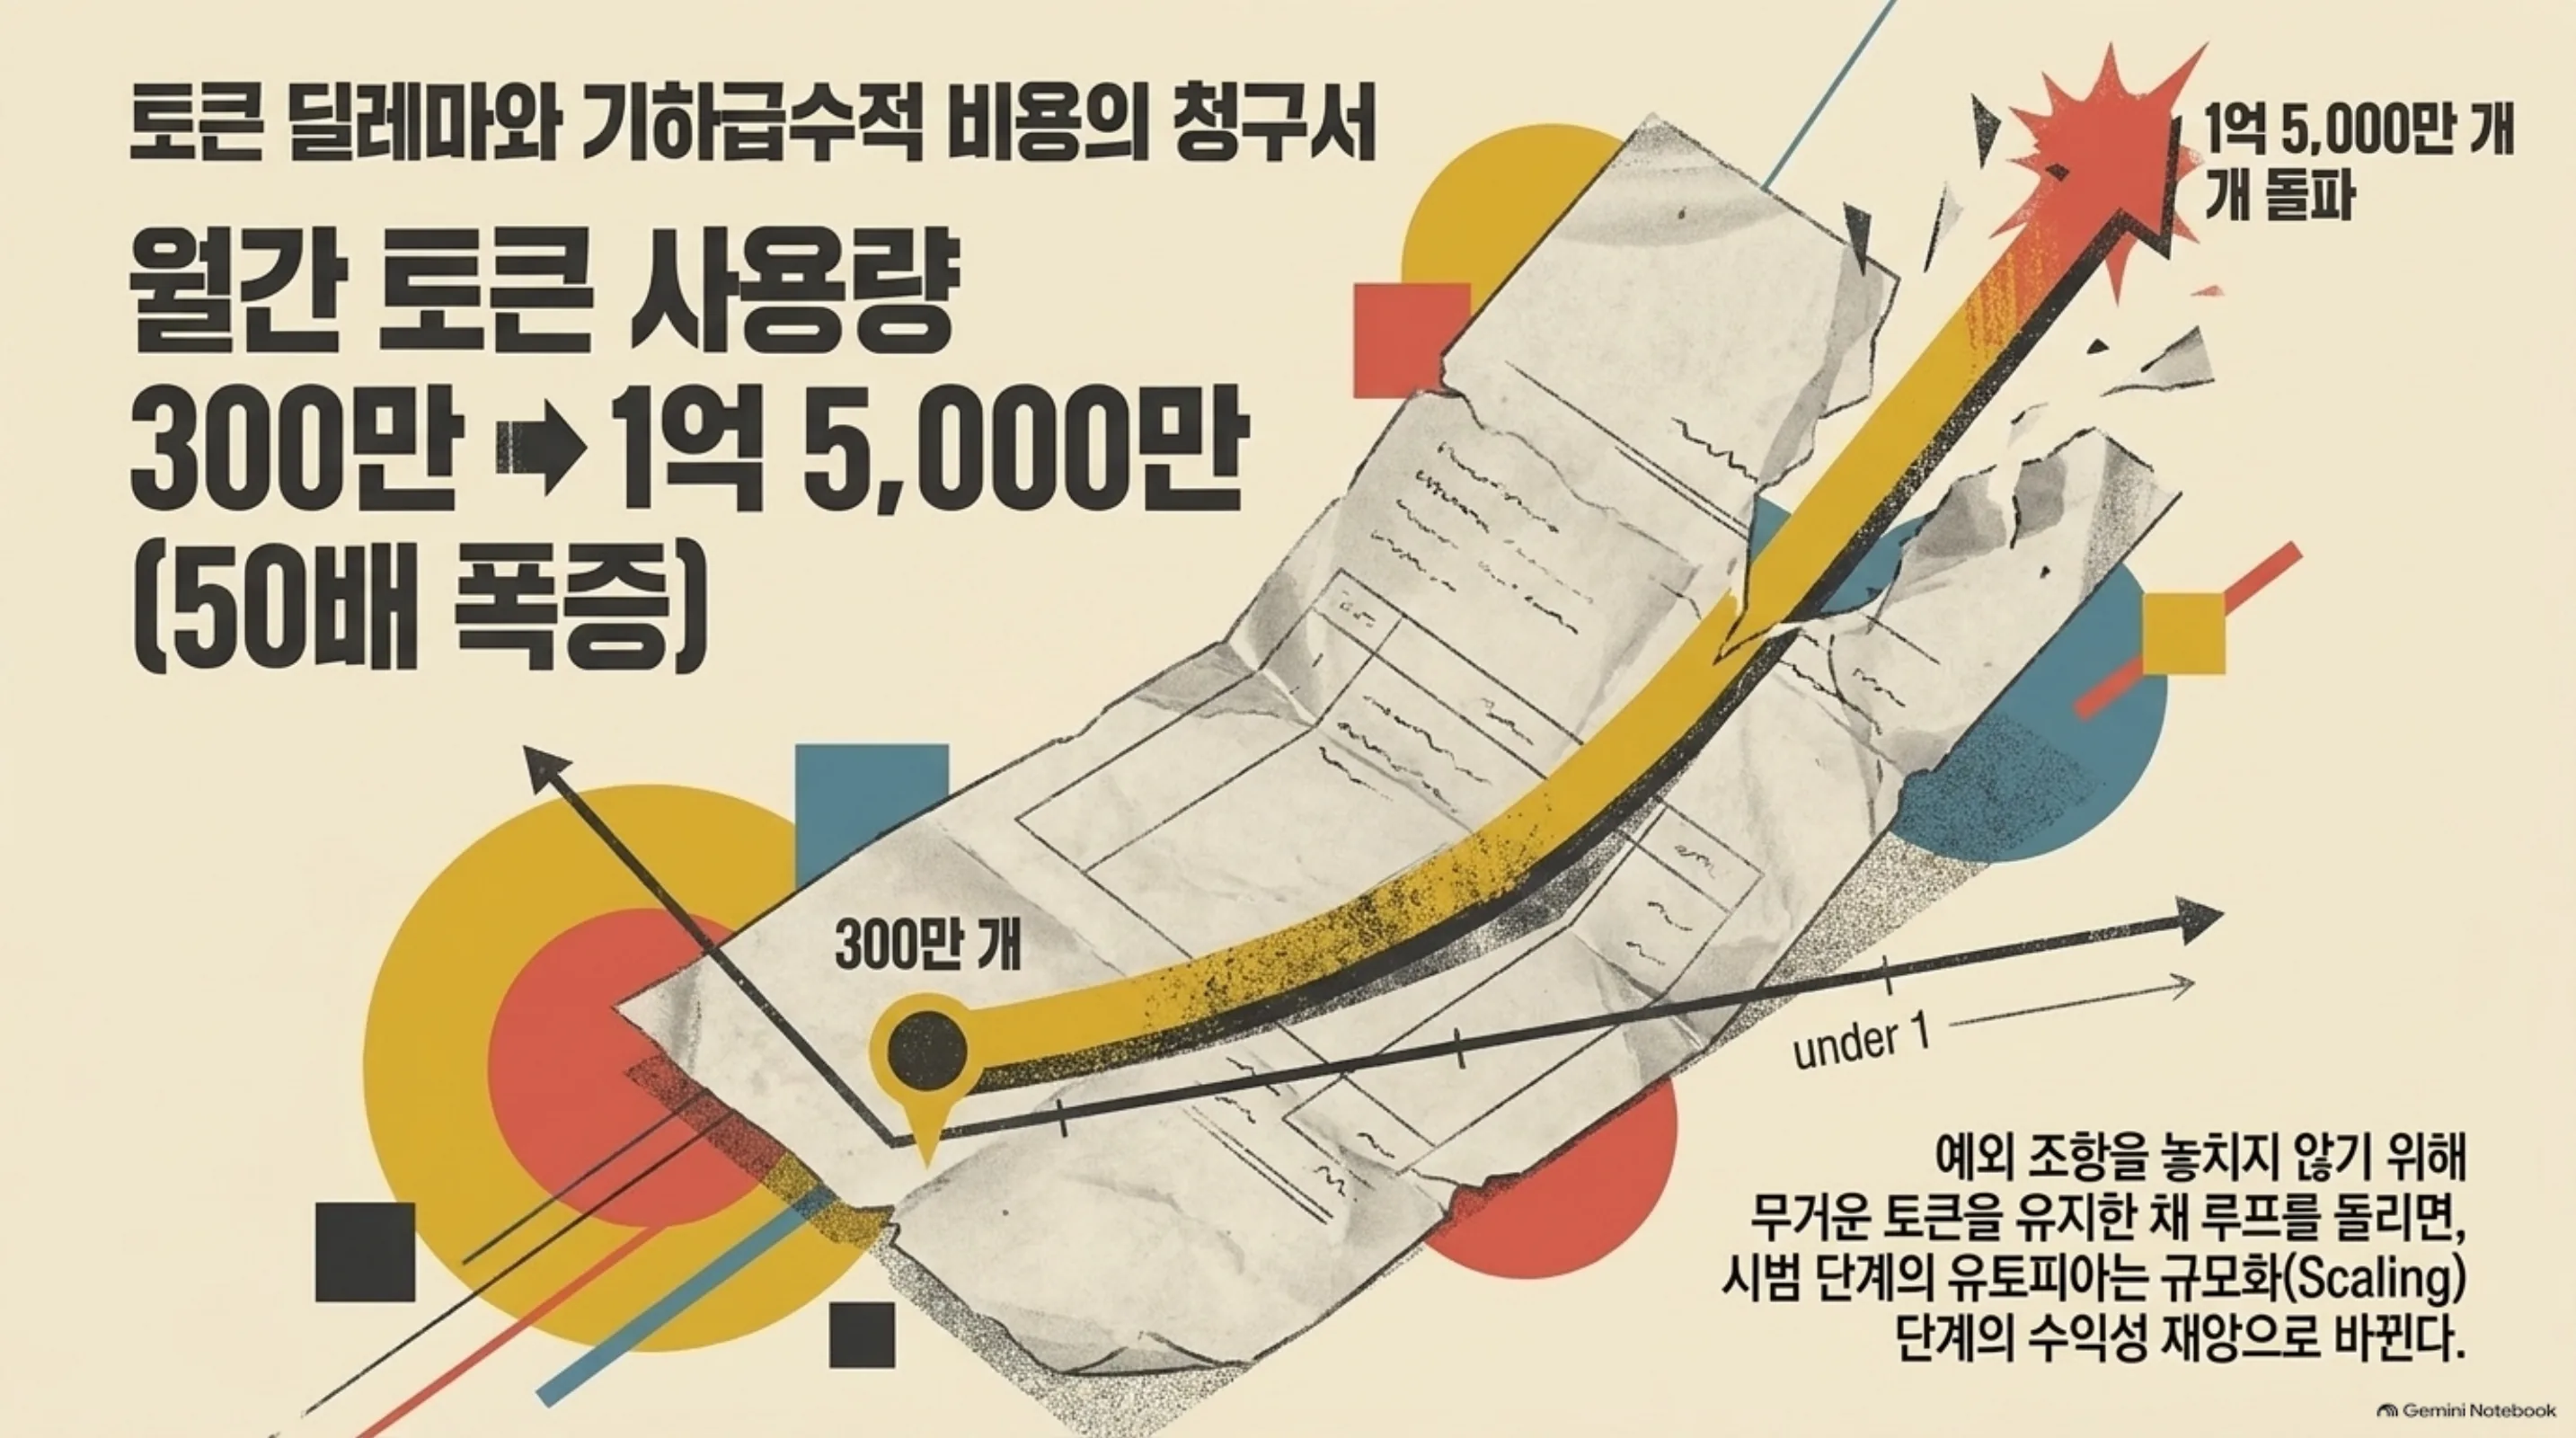 토큰 딜레마와 기하급수적 비용의 청구서
월간 토큰 사용량
300만 ➡ 1억 5,000만
(50배 폭증)
1억 5,000만 개
개 돌파
300만 개
under 1
예외 조항을 놓치지 않기 위해
무거운 토큰을 유지한 채 루프를 돌리면,
시범 단계의 유토피아는 규모화(Scaling)
단계의 수익성 재앙으로 바뀐다.
Gemini Notebook